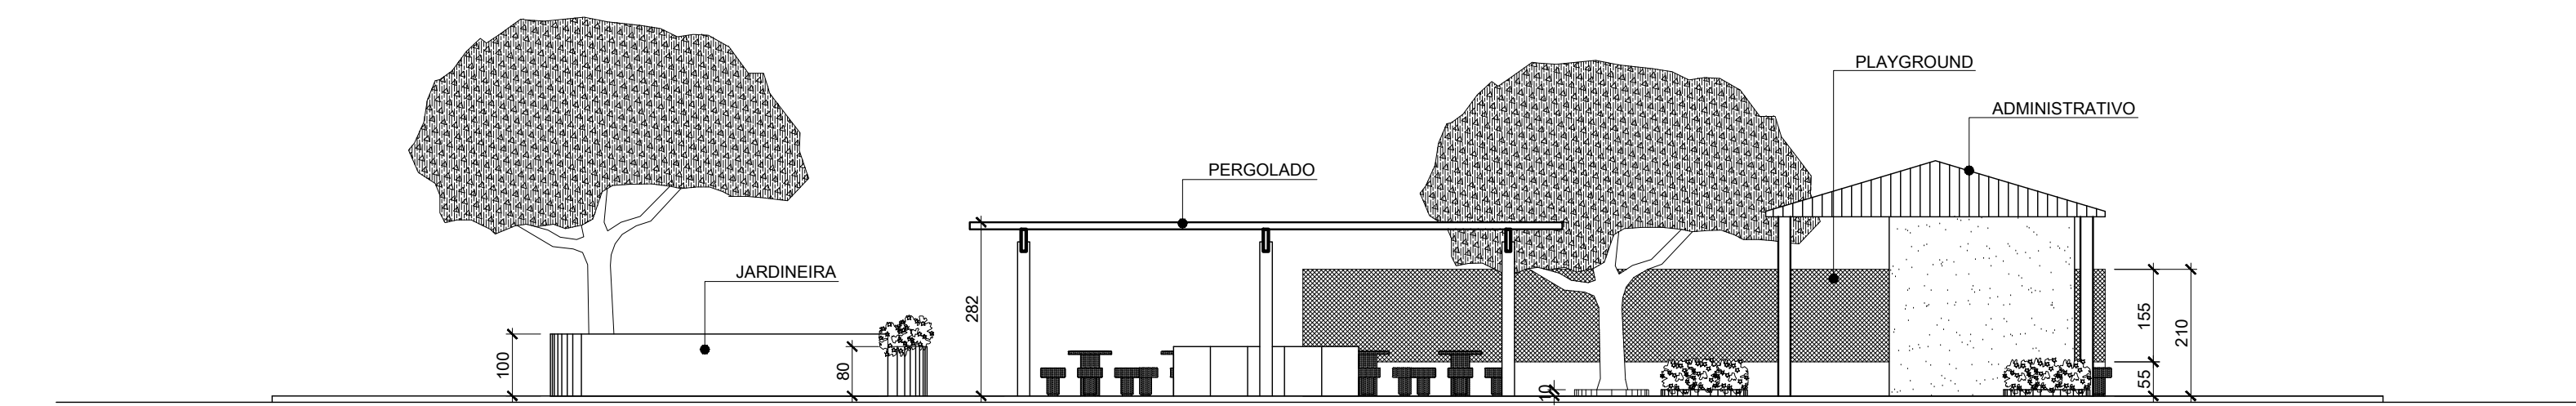 PLAYGROUND
ADMINISTRATIVO
PERGOLADO
JARDINEIRA
100
80
282
10
155
210
55